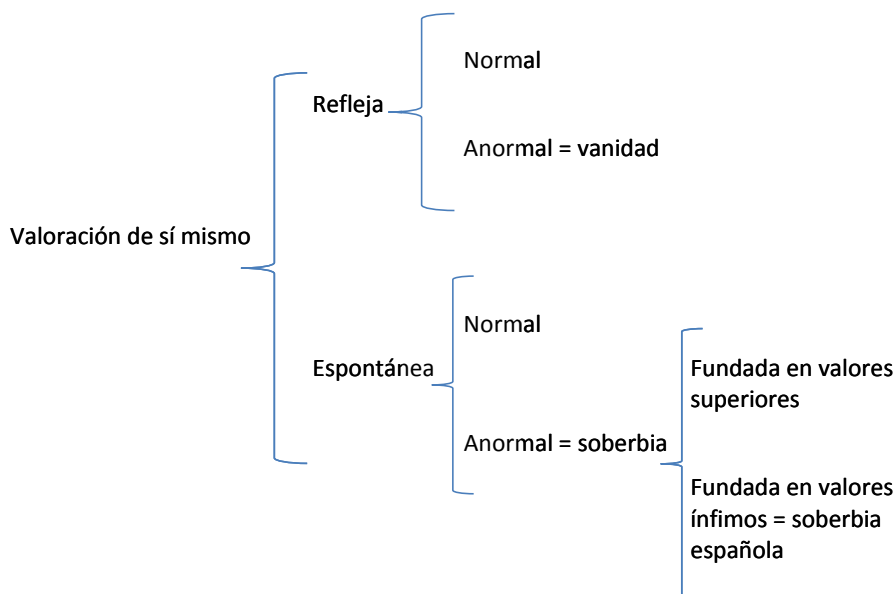 Valoración de sí mismo
Refleja
Normal
Anormal = vanidad
Espontánea
Normal
Anormal = soberbia
Fundada en valores
superiores
Fundada en valores
ínfimos = soberbia
española